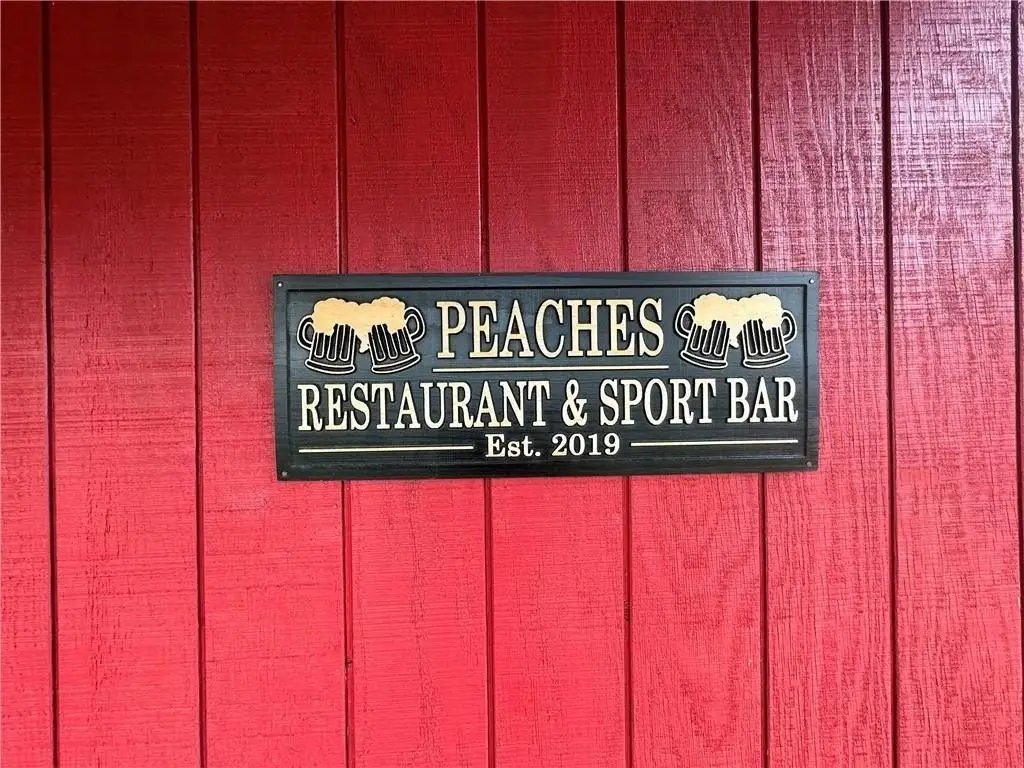 PEACHES
RESTAURANT & SPORT BAR
Est. 2019